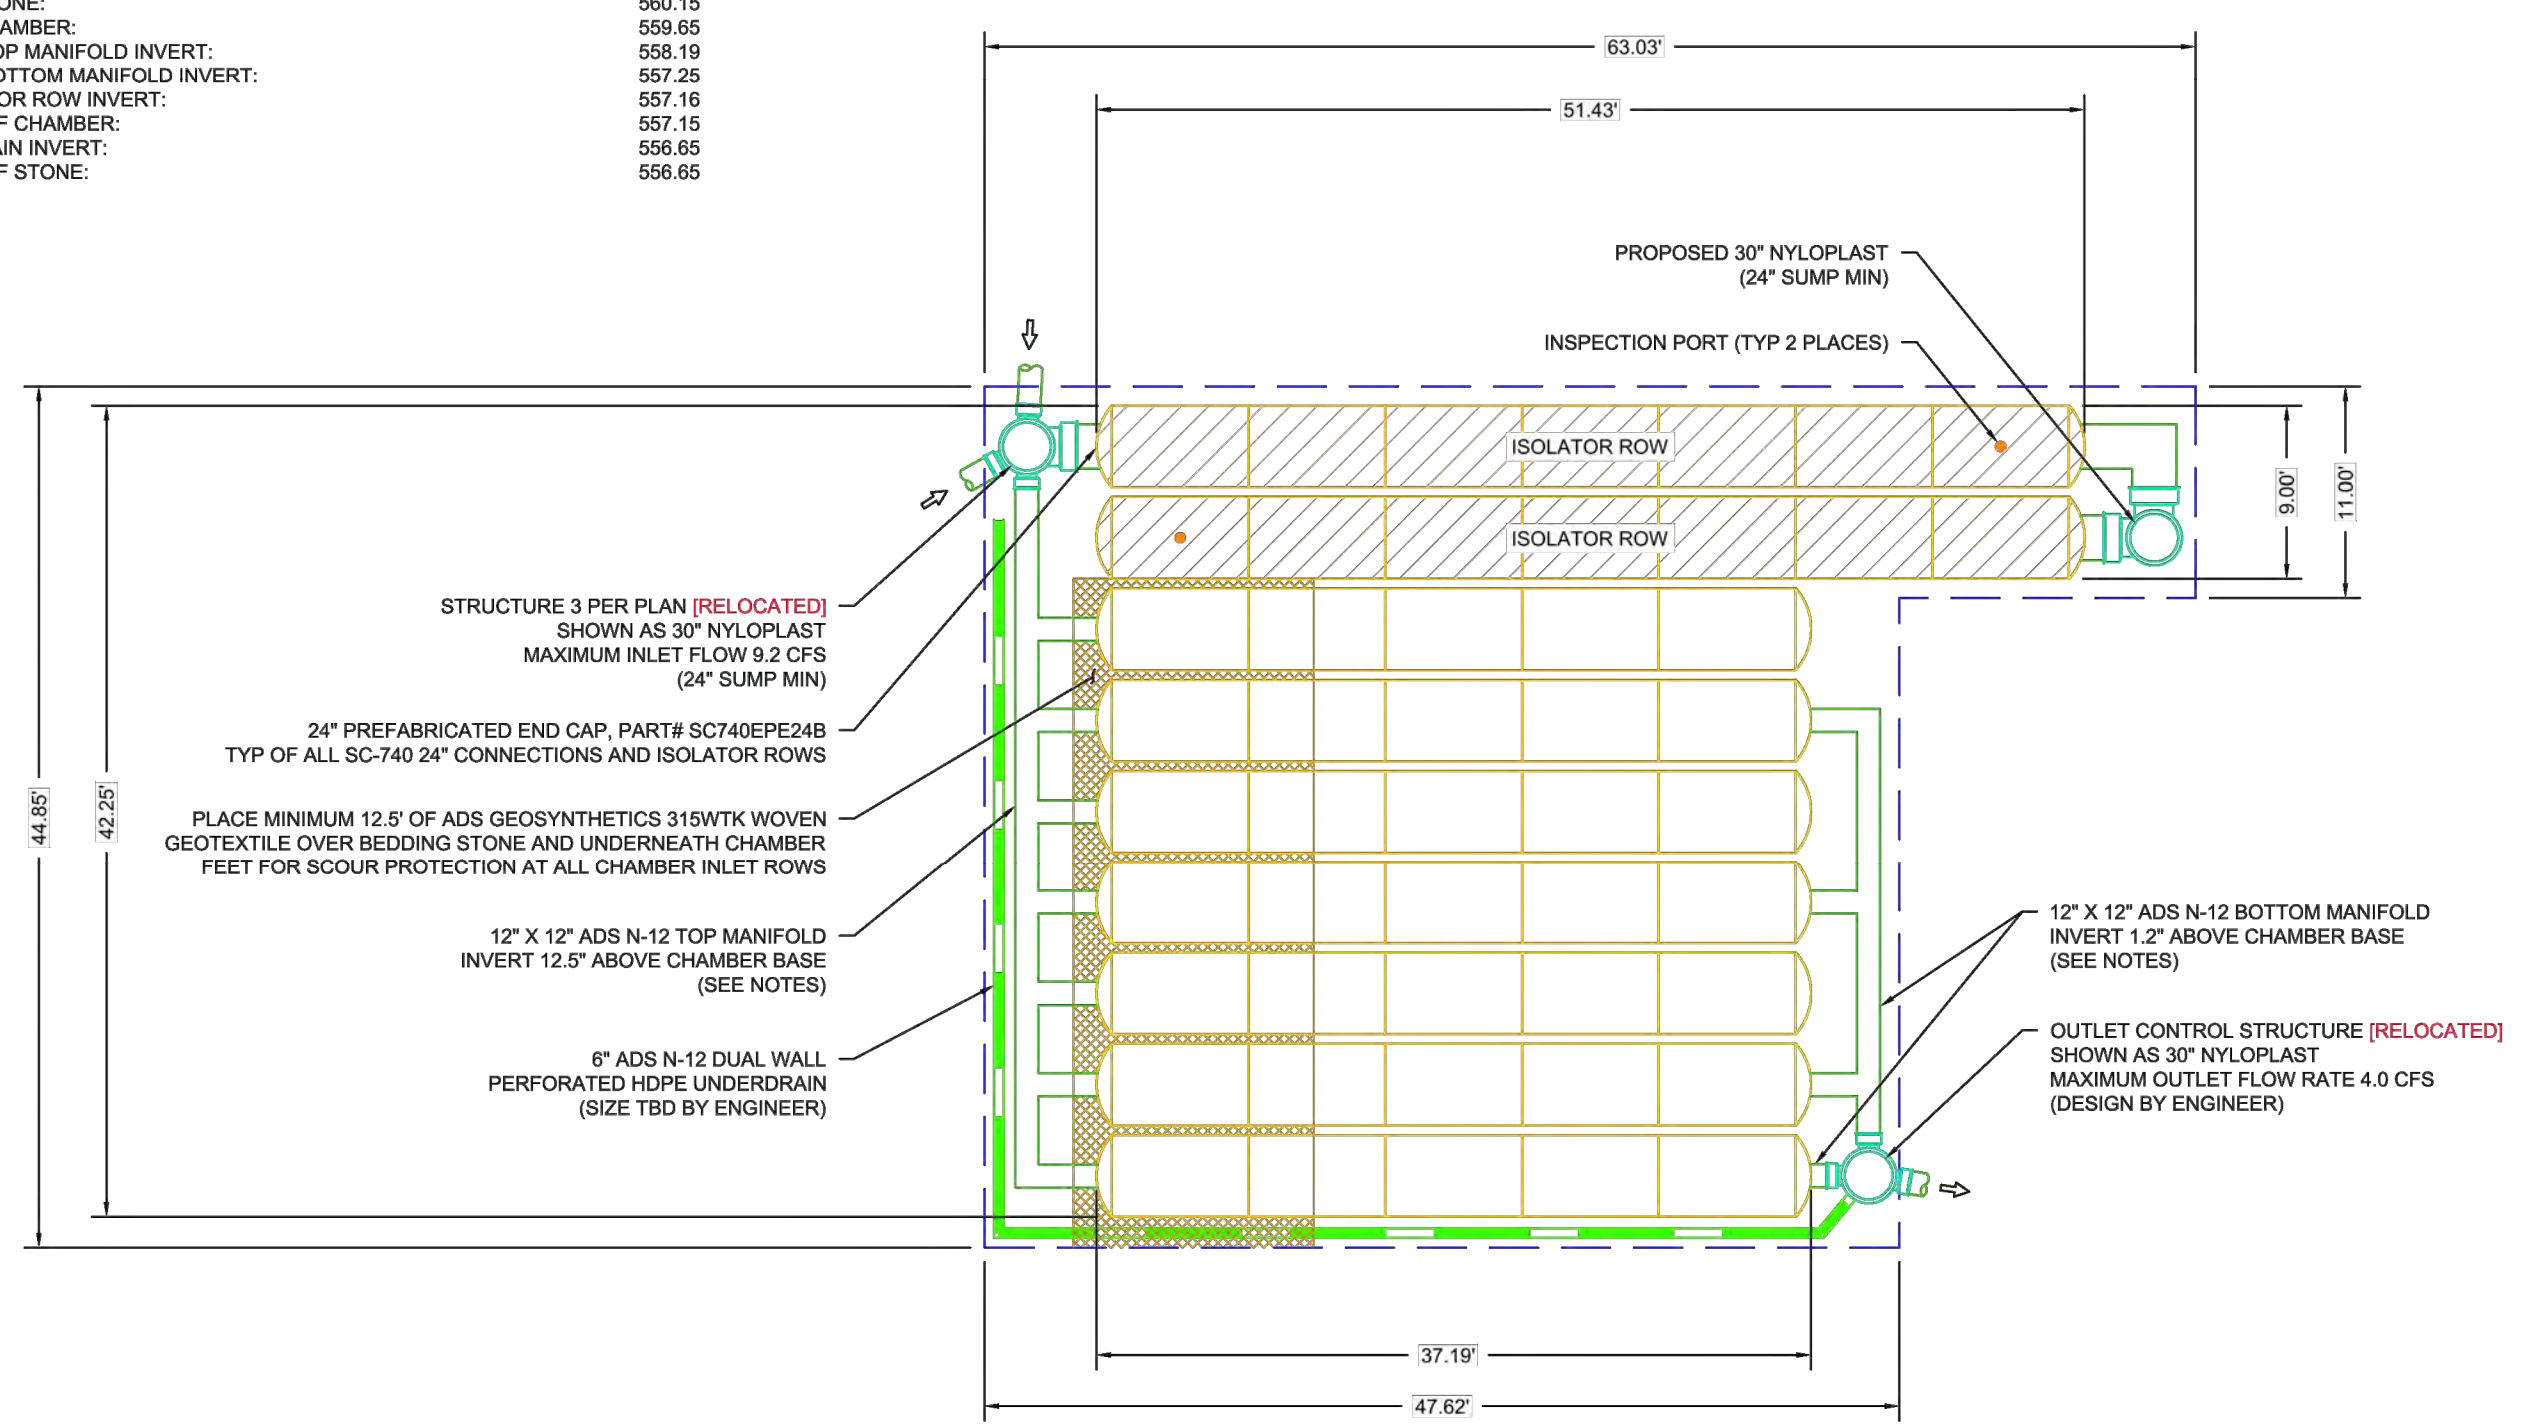 ONE: 560.15
AMBER: 559.65
OP MANIFOLD INVERT: 558.19
OTTOM MANIFOLD INVERT: 557.25
OR ROW INVERT: 557.16
F CHAMBER: 557.15
AIN INVERT: 556.65
F STONE: 556.65
63.03'
51.43'
PROPOSED 30" NYLOPLAST
(24" SUMP MIN)
INSPECTION PORT (TYP 2 PLACES)
ISOLATOR ROW
ISOLATOR ROW
9.00'
11.00'
STRUCTURE 3 PER PLAN [RELOCATED]
SHOWN AS 30" NYLOPLAST
MAXIMUM INLET FLOW 9.2 CFS
(24" SUMP MIN)
24" PREFABRICATED END CAP, PART# SC740EPE24B
TYP OF ALL SC-740 24" CONNECTIONS AND ISOLATOR ROWS
44.85'
42.25'
PLACE MINIMUM 12.5' OF ADS GEOSYNTHETICS 315WTK WOVEN
GEOTEXTILE OVER BEDDING STONE AND UNDERNEATH CHAMBER
FEET FOR SCOUR PROTECTION AT ALL CHAMBER INLET ROWS
12" X 12" ADS N-12 TOP MANIFOLD
INVERT 12.5" ABOVE CHAMBER BASE
(SEE NOTES)
6" ADS N-12 DUAL WALL
PERFORATED HDPE UNDERDRAIN
(SIZE TBD BY ENGINEER)
12" X 12" ADS N-12 BOTTOM MANIFOLD
INVERT 1.2" ABOVE CHAMBER BASE
(SEE NOTES)
OUTLET CONTROL STRUCTURE [RELOCATED]
SHOWN AS 30" NYLOPLAST
MAXIMUM OUTLET FLOW RATE 4.0 CFS
(DESIGN BY ENGINEER)
37.19'
47.62'